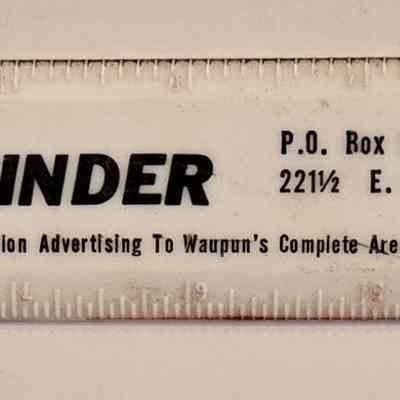 INDER
P.O. Box
221½ E.
ion Advertising To Waupun's Complete Are